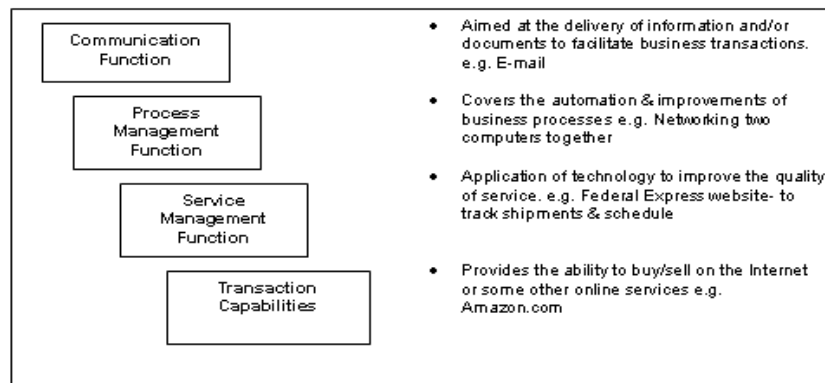 Communication
Function
Aimed at the delivery of information and/or
documents to facilitate business transactions.
e.g. E-mail
Process
Management
Function
Covers the automation & improvements of
business processes e.g. Networking two
computers together
Service
Management
Function
Application of technology to improve the quality
of service. e.g. Federal Express website- to
track shipments & schedule
Transaction
Capabilities
Provides the ability to buy/sell on the Internet
or some other online services e.g.
Amazon.com